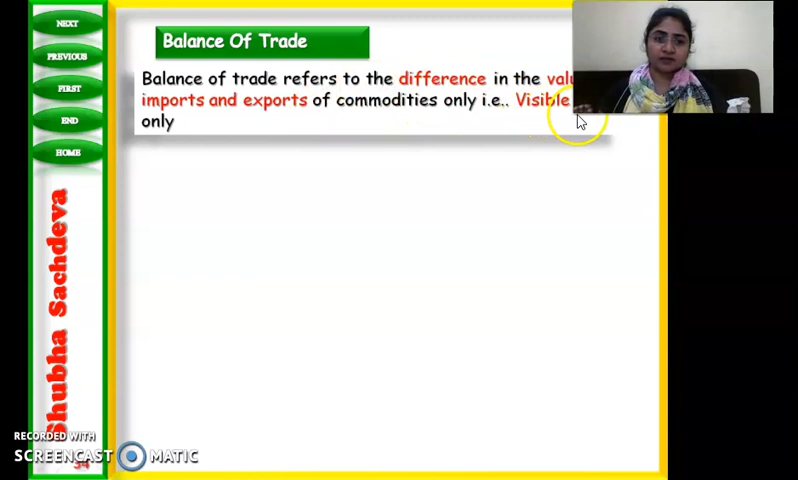 NEXT
PREVIOUS
FIRST
END
HOME
Shubha Sachdeva
Balance Of Trade
Balance of trade refers to the difference in the
imports and exports of commodities only i.e.. Visible
only
RECORDED WITH
SCREENCAST MATIC